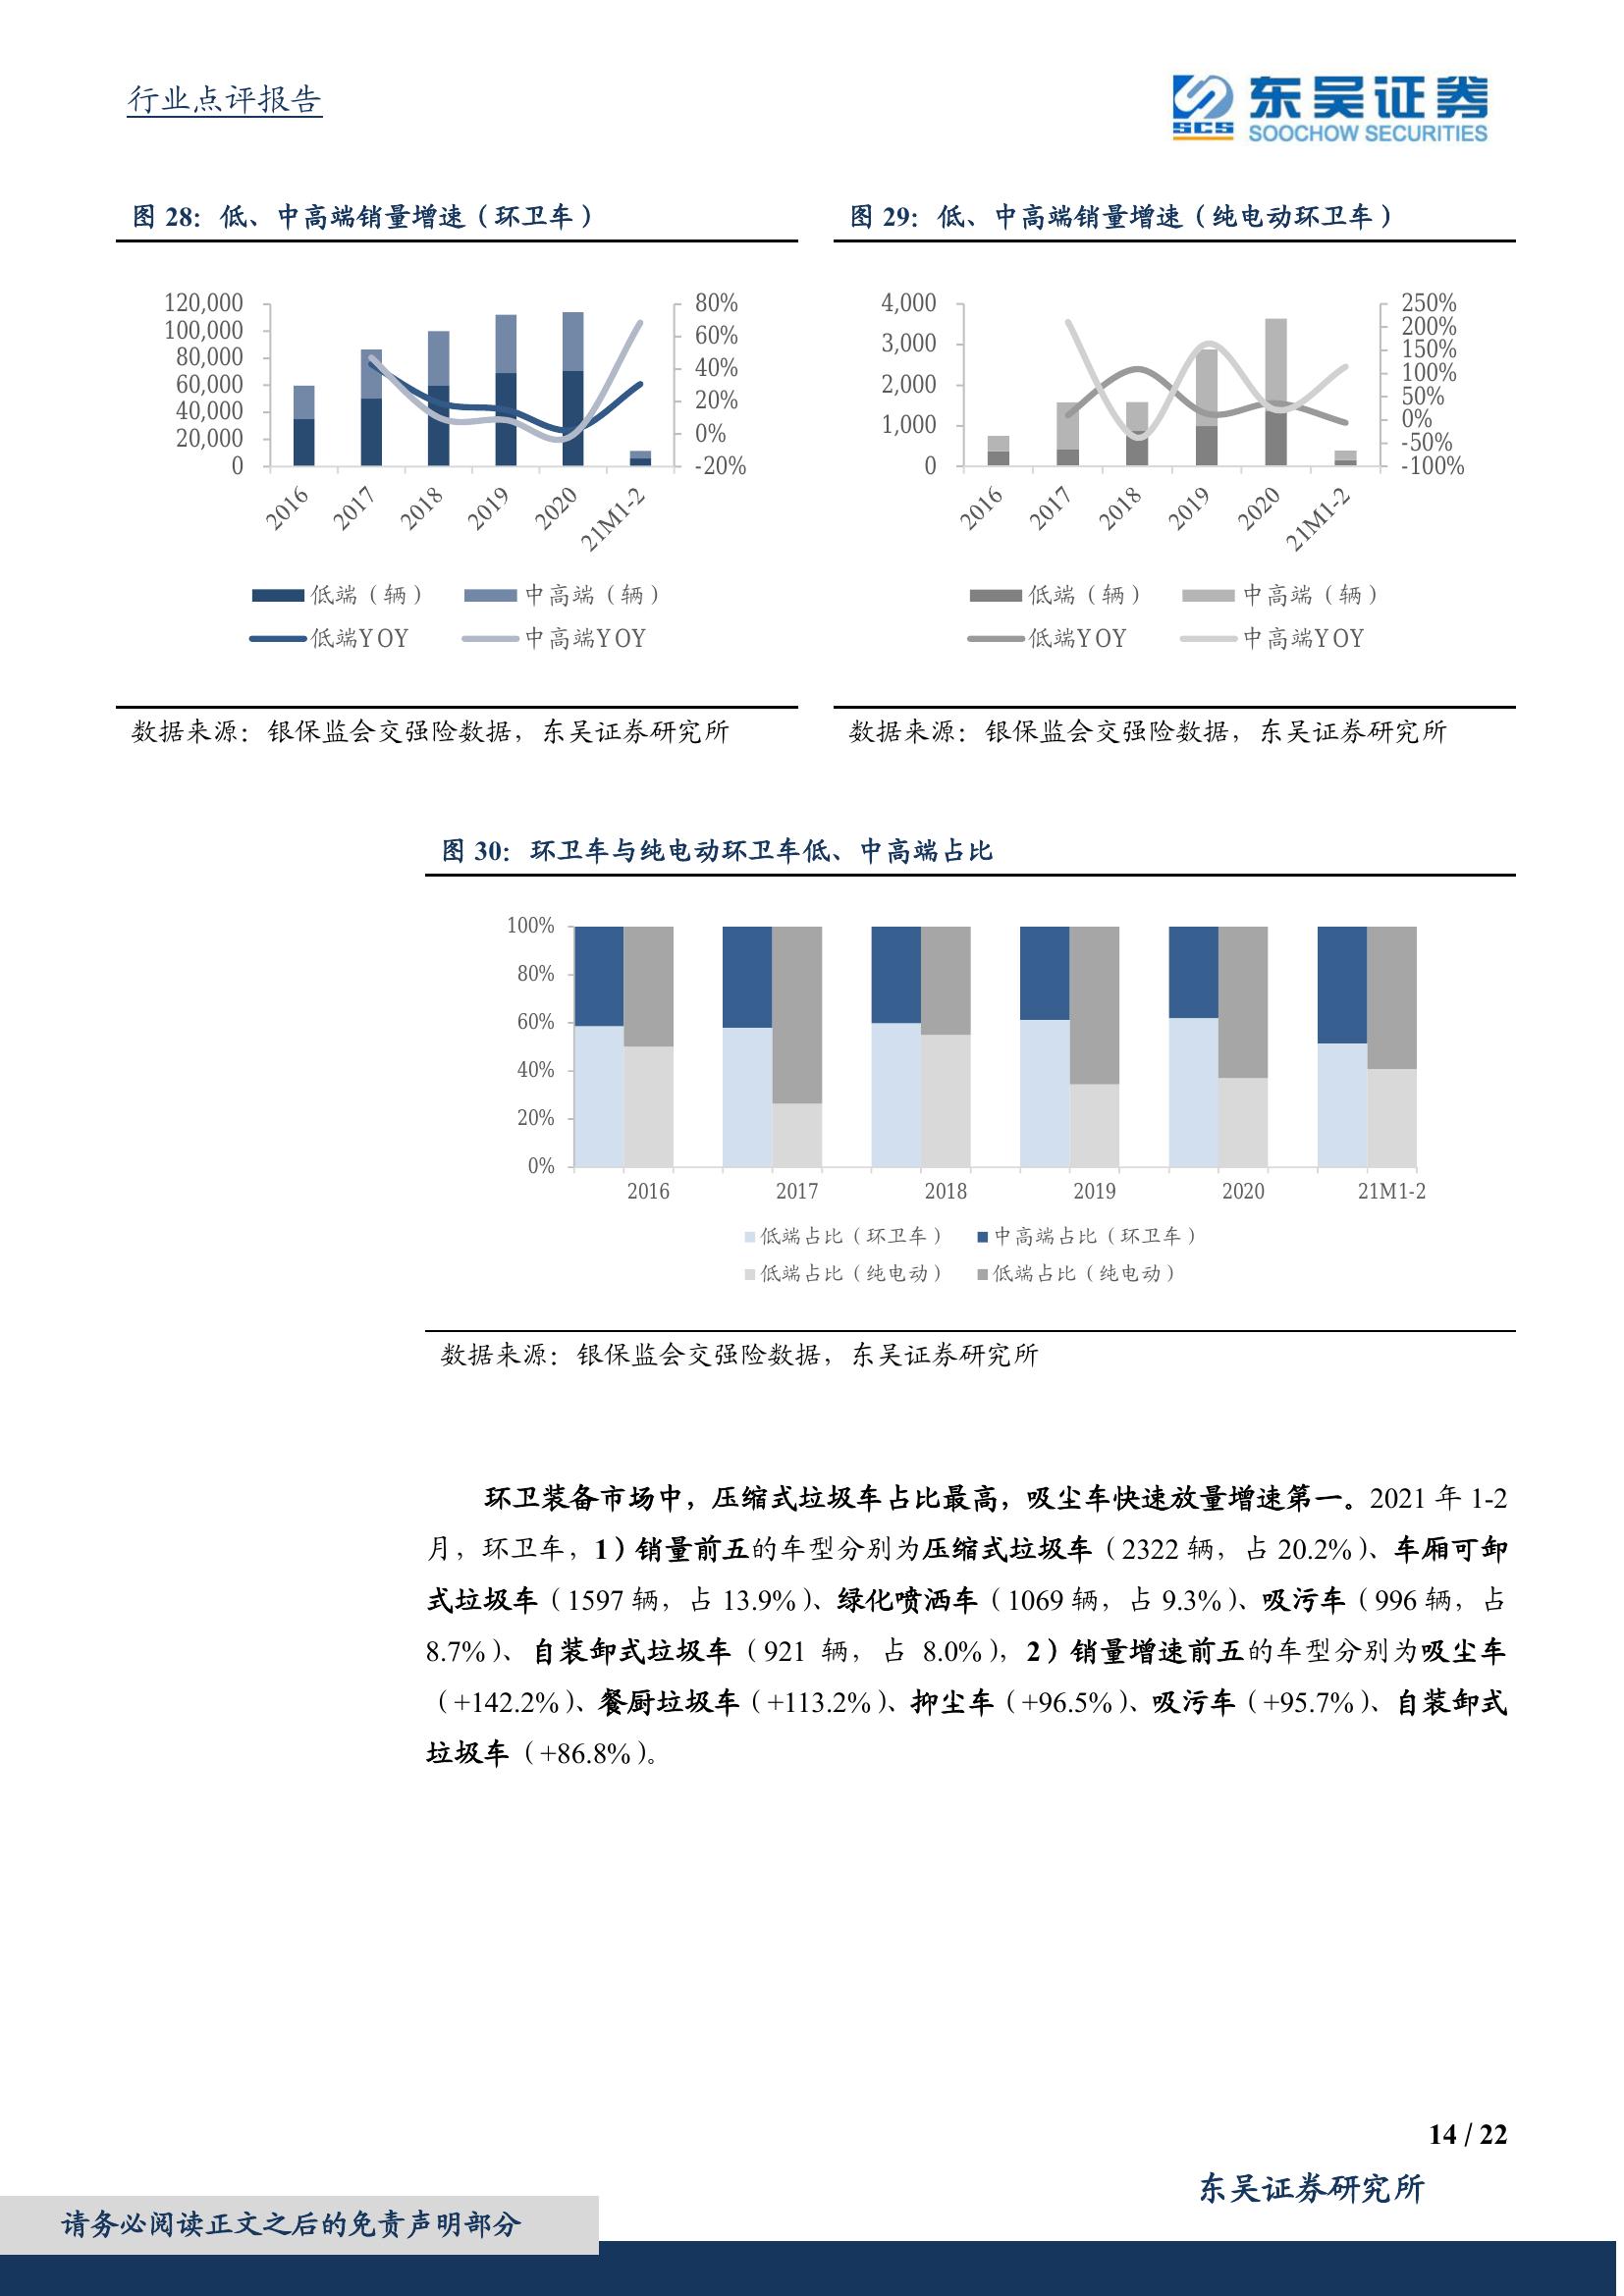 行业点评报告
东吴证券
SCS
SOOCHOW SECURITIES
图 28：低、中高端销量增速（环卫车）
120,000
100,000
80,000
60,000
40,000
20,000
0
80%
60%
40%
20%
0%
-20%
2016
2017
2018
2019
2020
21M1-2
低端（辆）
中高端（辆）
低端YOY
中高端YOY
数据来源：银保监会交强险数据，东吴证券研究所
图 29：低、中高端销量增速（纯电动环卫车）
4,000
3,000
2,000
1,000
0
250%
200%
150%
100%
50%
0%
-50%
-100%
2016
2017
2018
2019
2020
21M1-2
低端（辆）
中高端（辆）
低端YOY
中高端YOY
数据来源：银保监会交强险数据，东吴证券研究所
图 30：环卫车与纯电动环卫车低、中高端占比
100%
80%
60%
40%
20%
0%
2016
2017
2018
2019
2020
21M1-2
低端占比（环卫车）
中高端占比（环卫车）
低端占比（纯电动）
低端占比（纯电动）
数据来源：银保监会交强险数据，东吴证券研究所
环卫装备市场中，压缩式垃圾车占比最高，吸尘车快速放量增速第一。2021 年 1-2
月，环卫车，1）销量前五的车型分别为压缩式垃圾车（2322 辆，占 20.2%）、车厢可卸
式垃圾车（1597 辆，占 13.9%）、绿化喷洒车（1069 辆，占 9.3%）、吸污车（996 辆，占
8.7%）、自装卸式垃圾车（921 辆，占 8.0%），2）销量增速前五的车型分别为吸尘车
（+142.2%）、餐厨垃圾车（+113.2%）、抑尘车（+96.5%）、吸污车（+95.7%）、自装卸式
垃圾车（+86.8%）。
14 / 22
东吴证券研究所
请务必阅读正文之后的免责声明部分